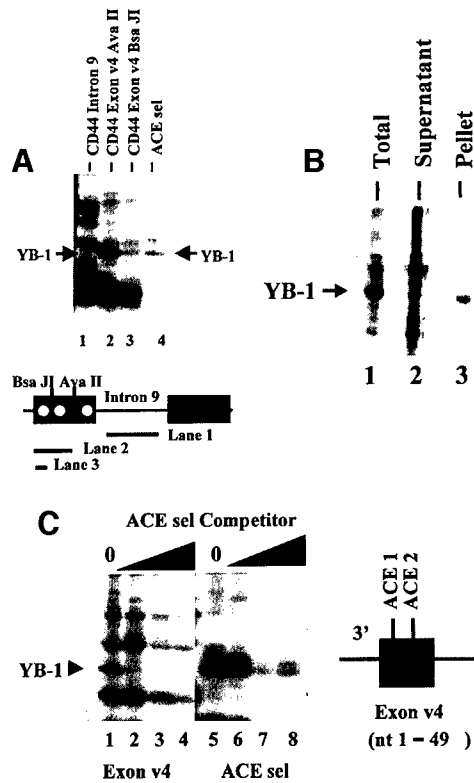 A
CD44 Intron 9
CD44 Exon v4 Ava II
CD44 Exon v4 Bsa JI
ACE sel
YB-1
YB-1
1 2 3 4
Bsa JI Ava II
Intron 9
Lane 1
Lane 2
Lane 3
B
Total
Supernatant
Pellet
YB-1
1 2 3
C
ACE sel Competitor
0 0
YB-1
1 2 3 4 5 6 7 8
Exon v4 ACE sel
ACE 1
ACE 2
3'
Exon v4
(nt 1 – 49 )